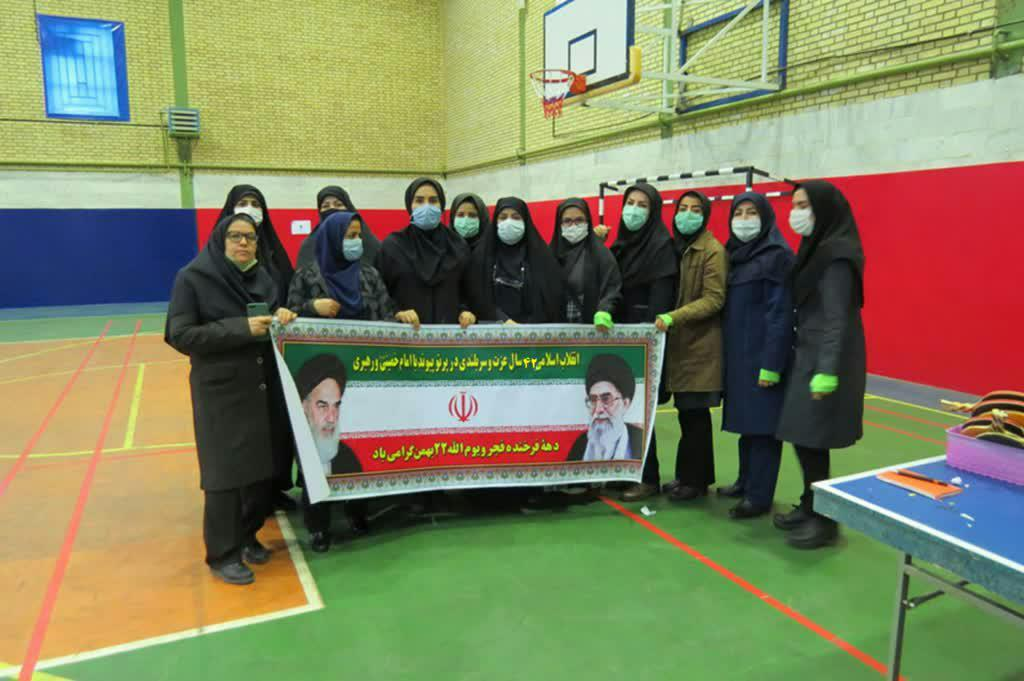 انقلاب اسلامی ۴۲ سال عزت و سربلندی در پرتو پیوند با امام خمینی و رهبری
دههٔ فرخنده فجر و یوم الله ۲۲ بهمن گرامی باد